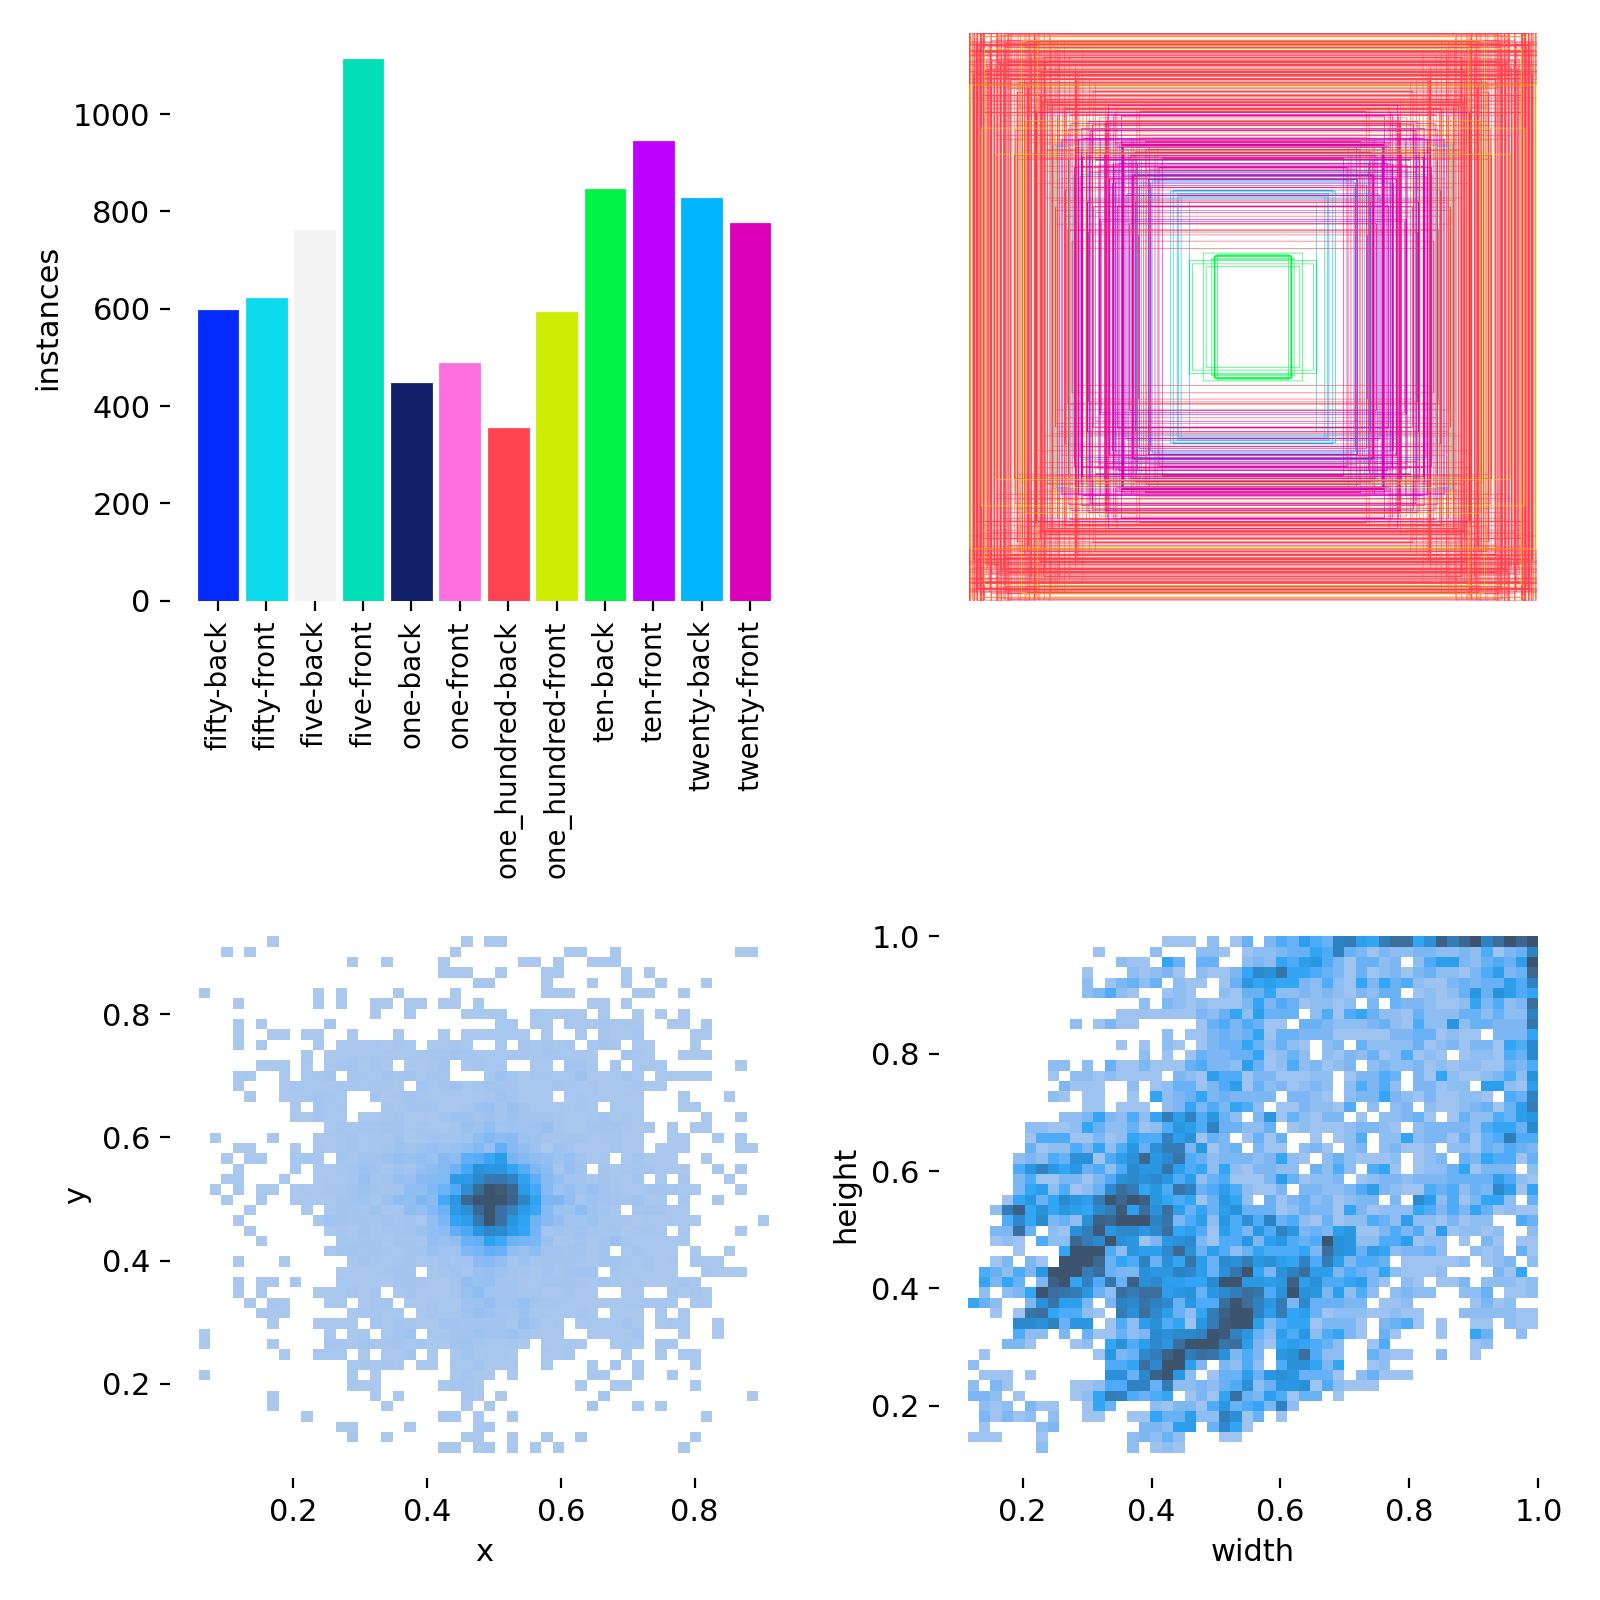 instances
1000
800
600
400
200
0
fifty-back
fifty-front
five-back
five-front
one-back
one-front
one_hundred-back
one_hundred-front
ten-back
ten-front
twenty-back
twenty-front
y
0.8
0.6
0.4
0.2
0.2 0.4 0.6 0.8
x
height
1.0
0.8
0.6
0.4
0.2
0.2 0.4 0.6 0.8 1.0
width